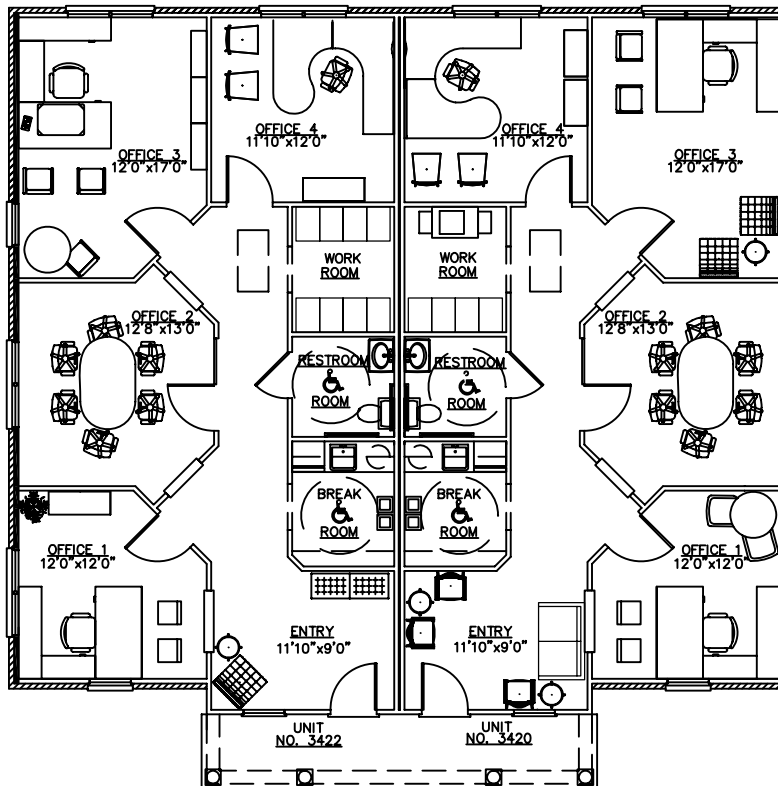 OFFICE 4
11'10"x12'0"
OFFICE 4
11'10"x12'0"
OFFICE 3
12'0"x17'0"
OFFICE 3
12'0"x17'0"
WORK
ROOM
WORK
ROOM
OFFICE 2
12'8"x13'0"
OFFICE 2
12'8"x13'0"
RESTROOM
ROOM
RESTROOM
ROOM
BREAK
ROOM
BREAK
ROOM
OFFICE 1
12'0"x12'0"
OFFICE 1
12'0"x12'0"
ENTRY
11'10"x9'0"
ENTRY
11'10"x9'0"
UNIT
NO. 3422
UNIT
NO. 3420